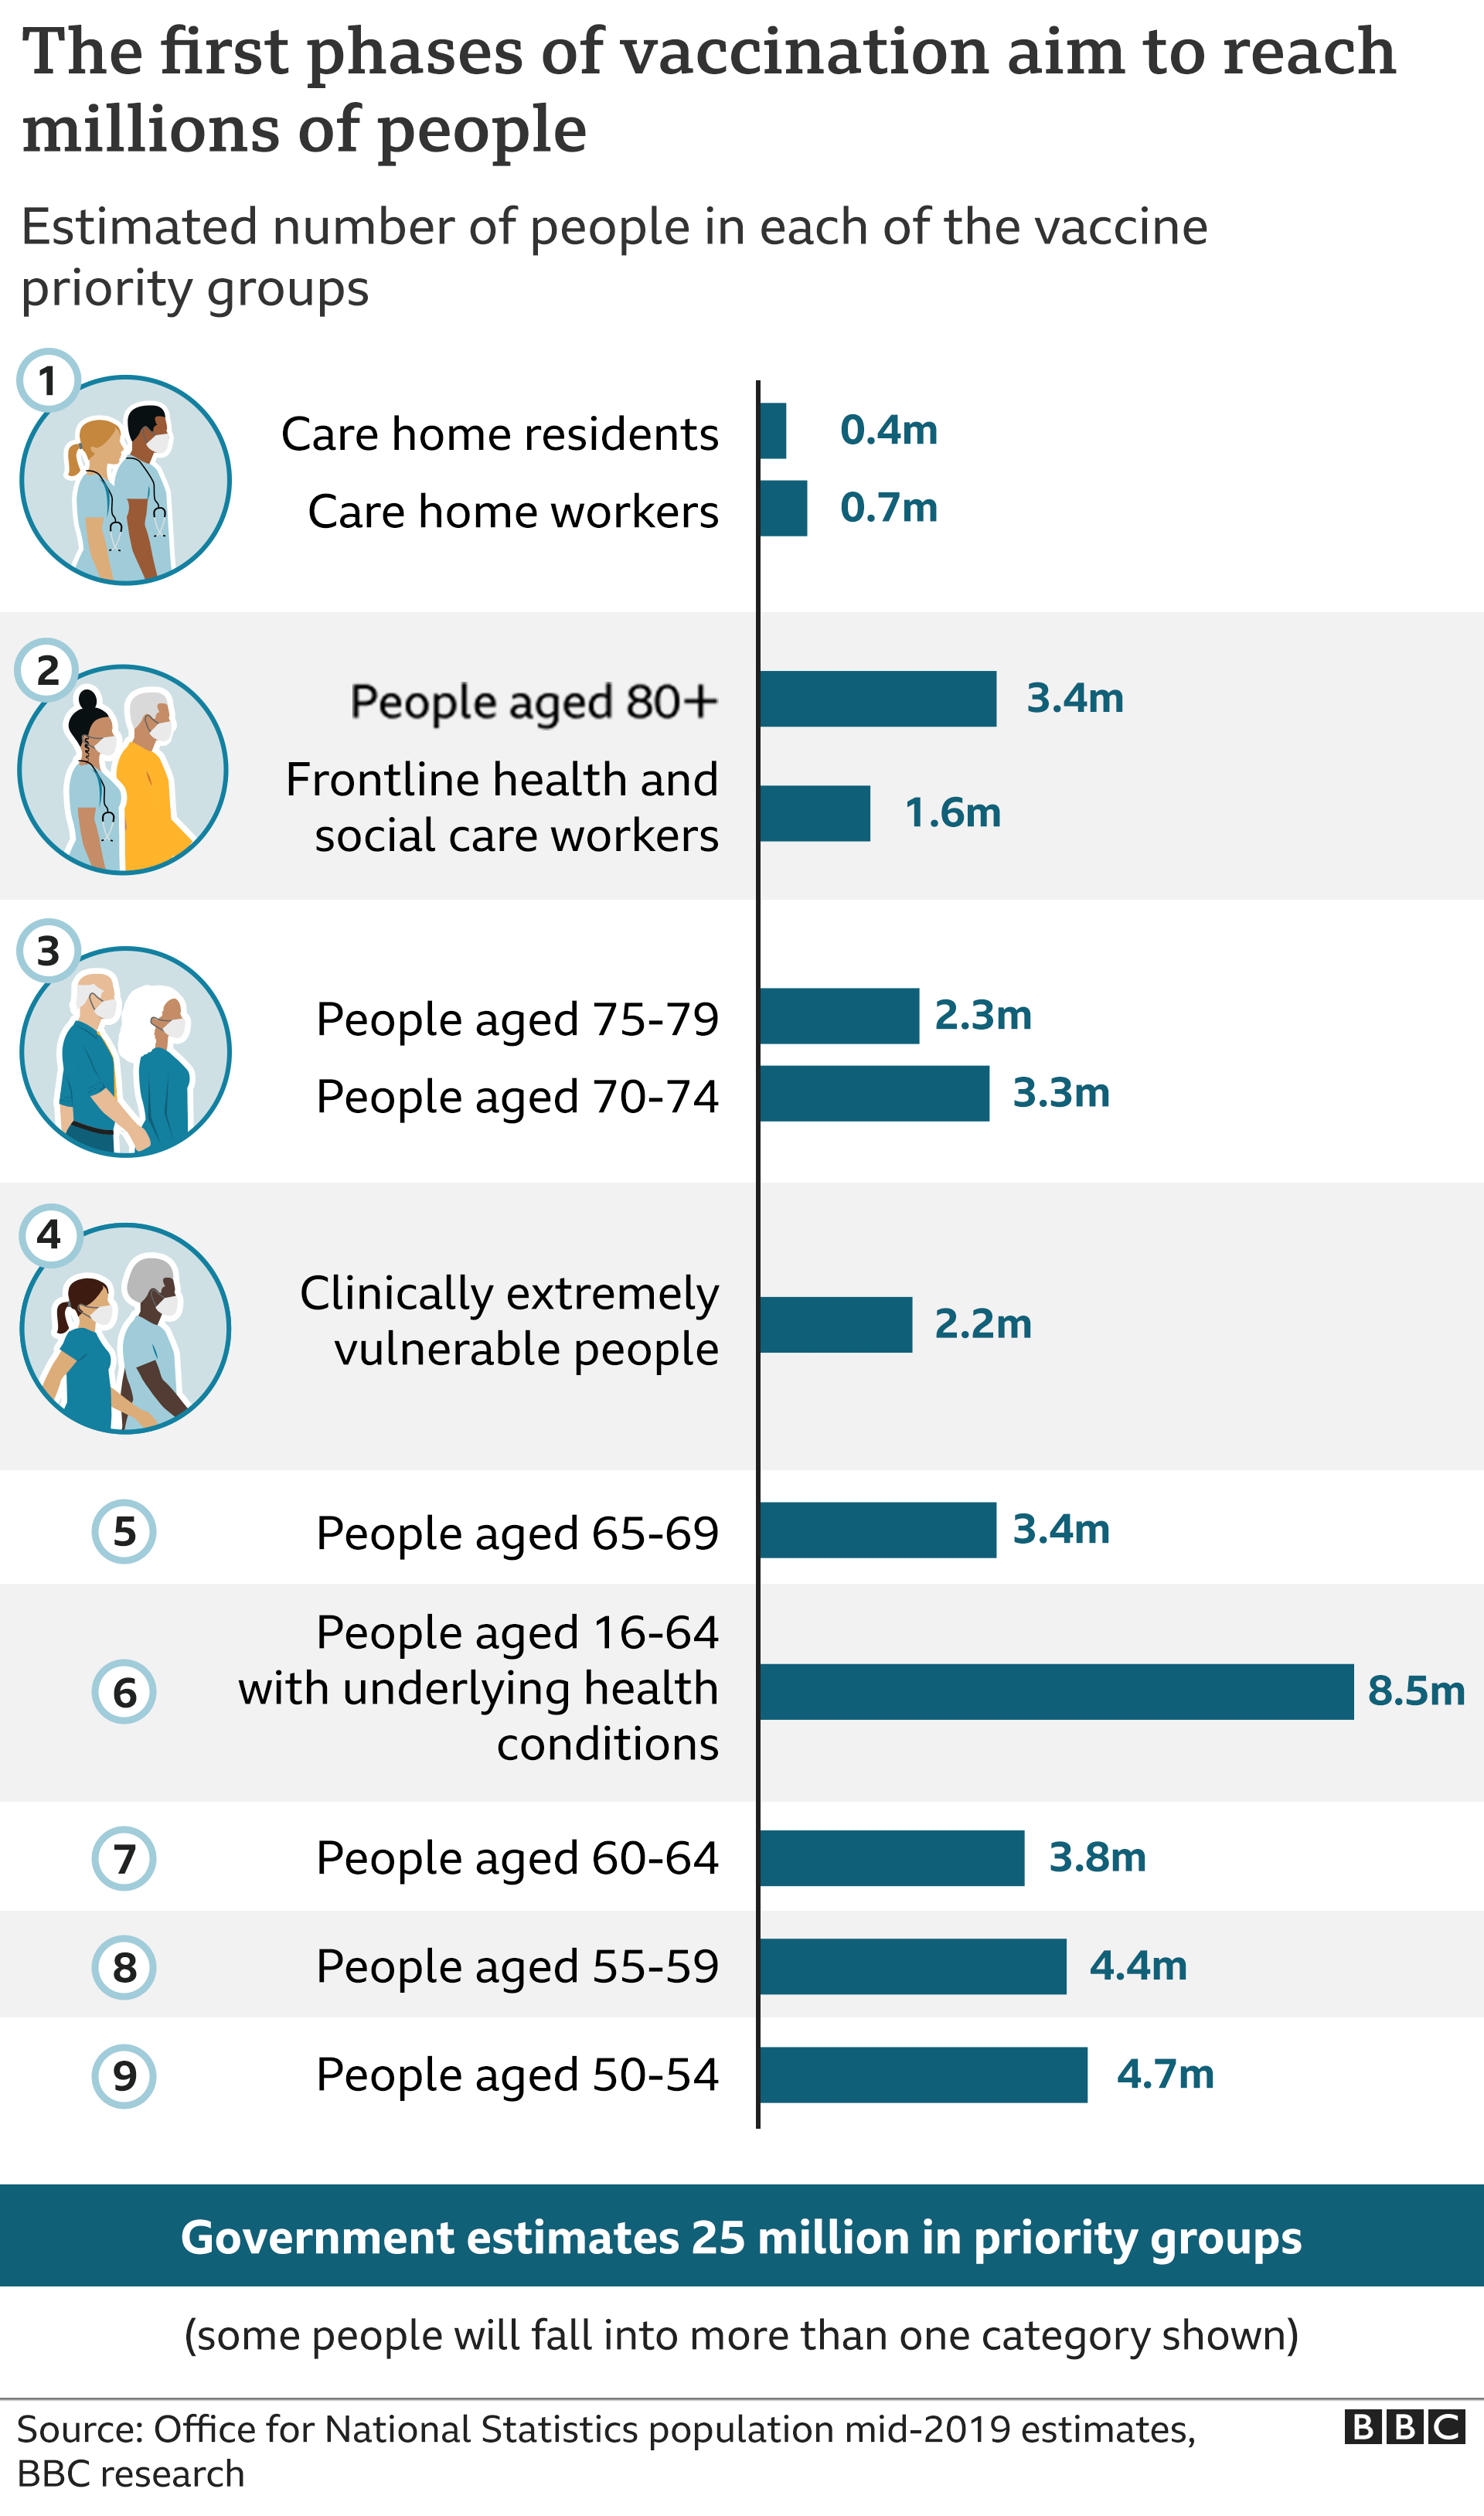 The first phases of vaccination aim to reach
millions of people
Estimated number of people in each of the vaccine
priority groups
1
Care home residents 0.4m
Care home workers 0.7m
2
People aged 80+ 3.4m
Frontline health and
social care workers 1.6m
3
People aged 75-79 2.3m
People aged 70-74 3.3m
4
Clinically extremely
vulnerable people 2.2m
5 People aged 65-69 3.4m
People aged 16-64
6 with underlying health 8.5m
conditions
7 People aged 60-64 3.8m
8 People aged 55-59 4.4m
9 People aged 50-54 4.7m
Government estimates 25 million in priority groups
(some people will fall into more than one category shown)
Source: Office for National Statistics population mid-2019 estimates,
BBC research
BBC